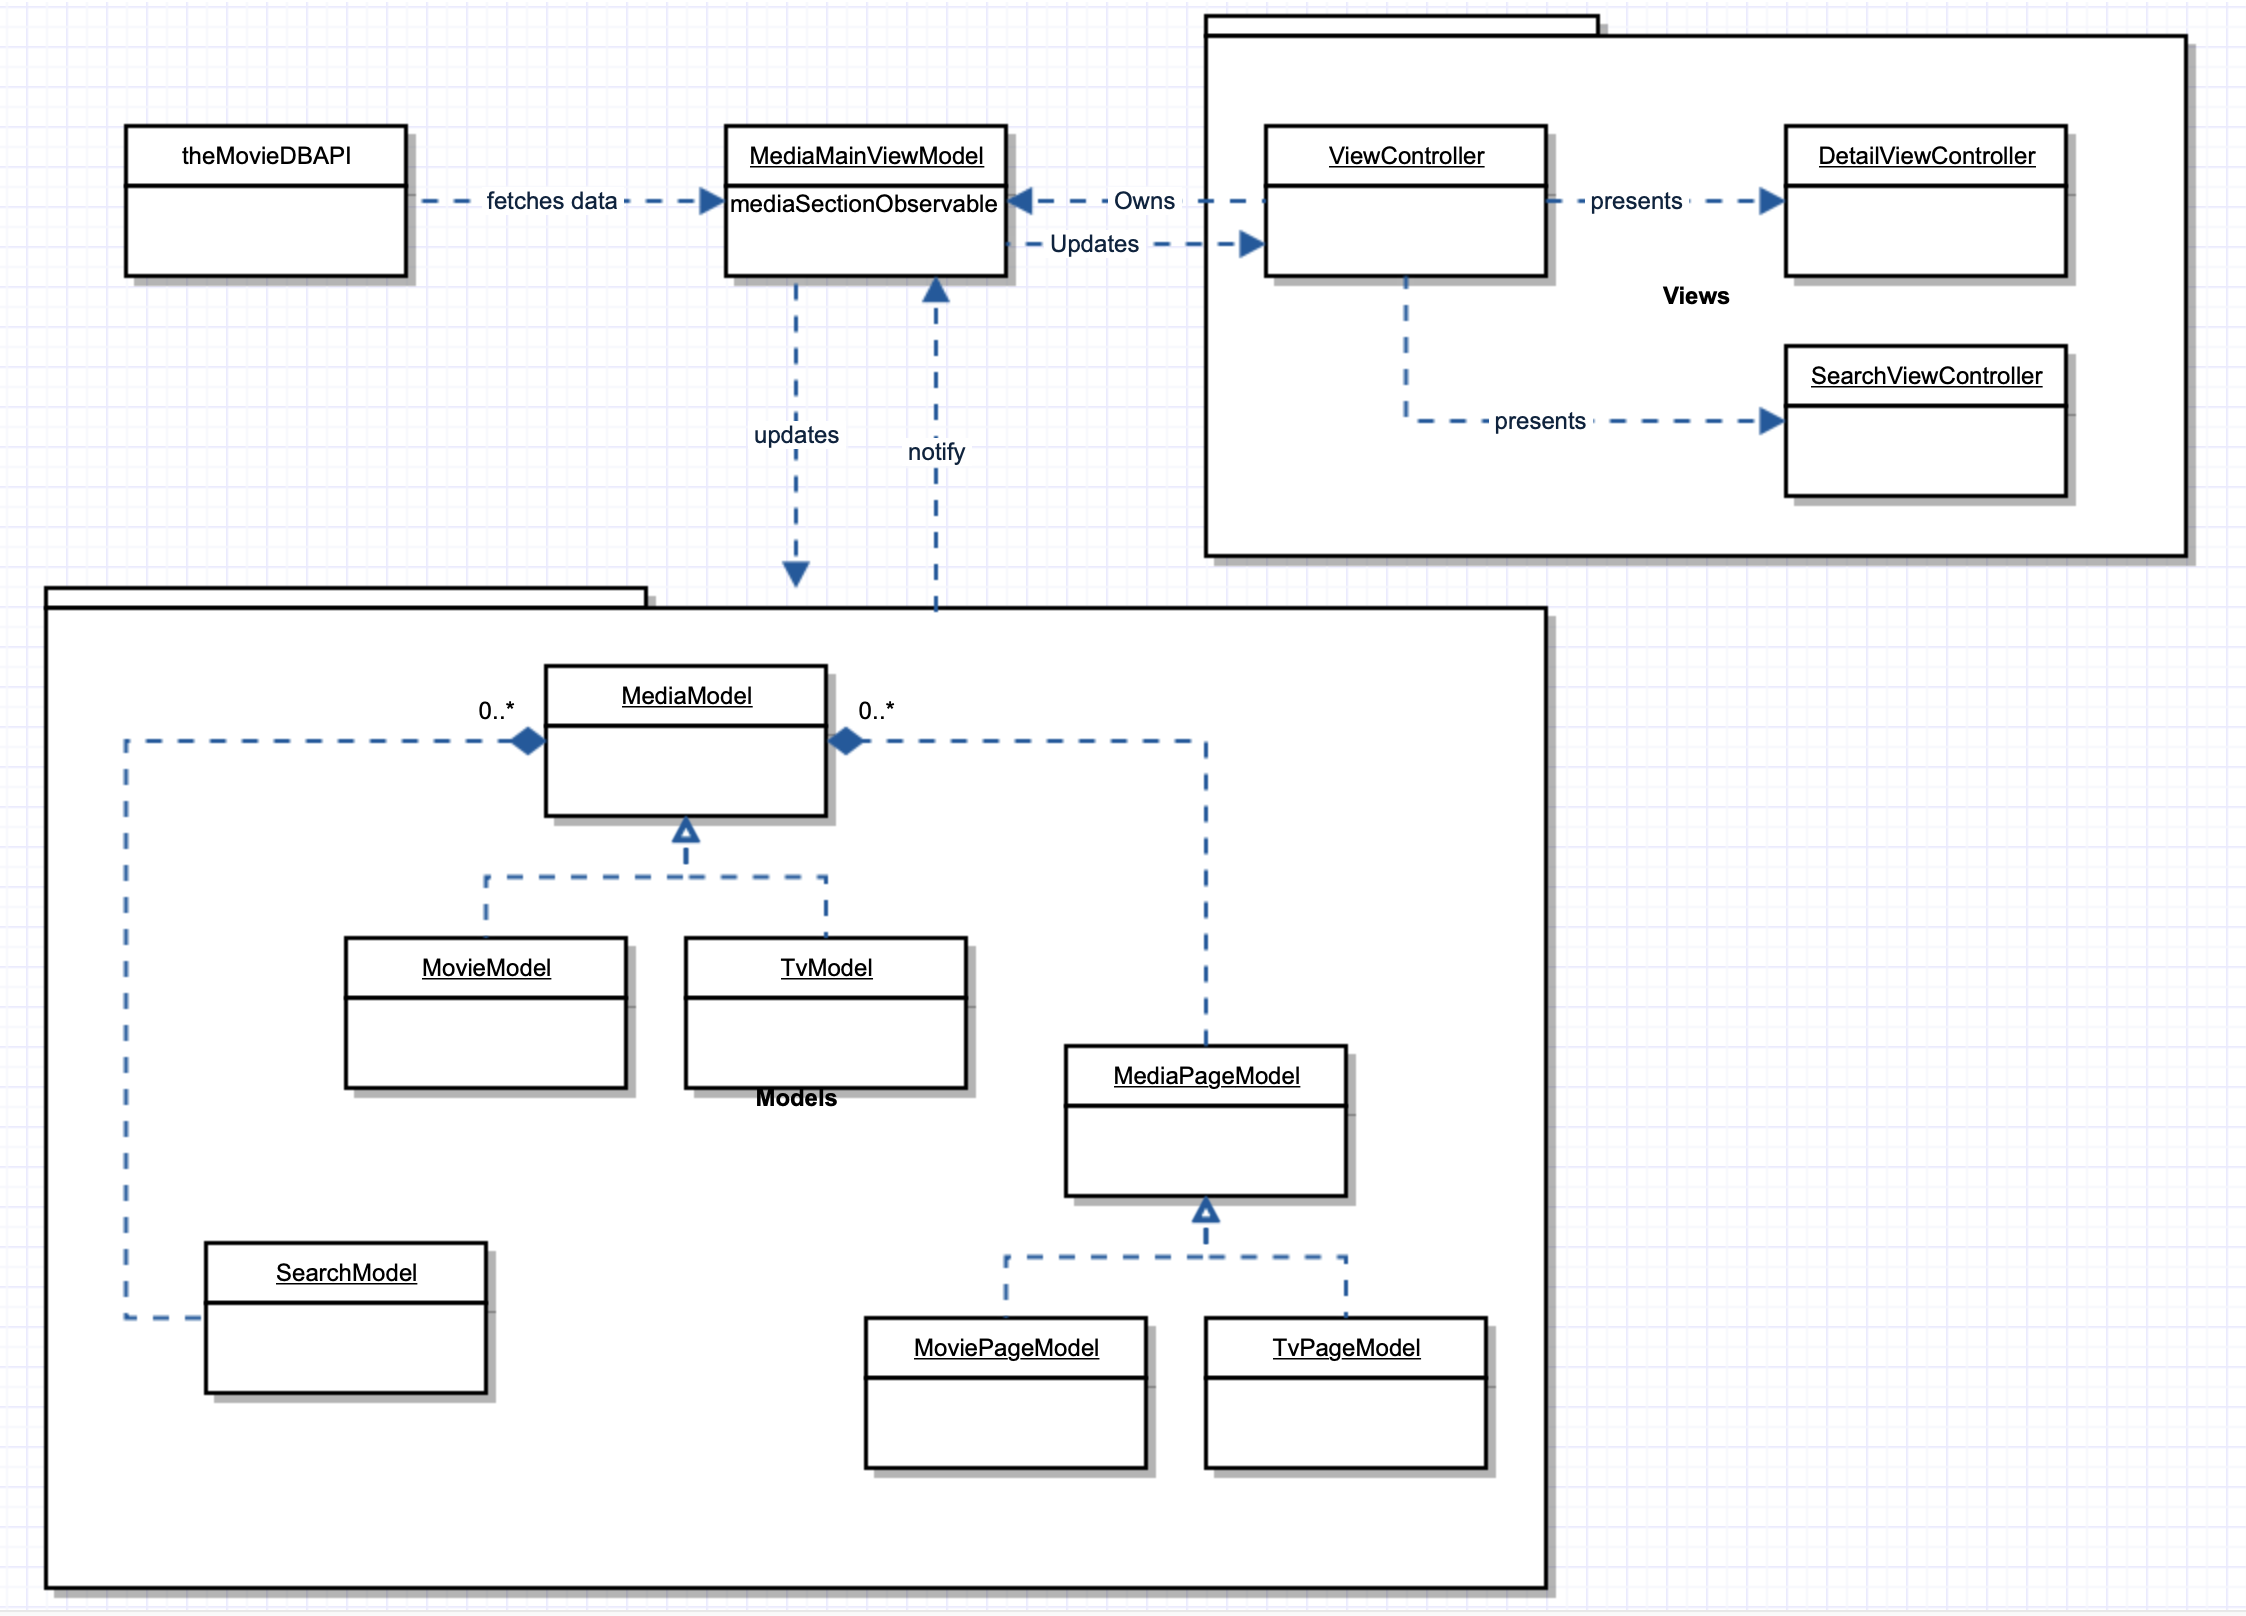 theMovieDBAPI
fetches data
MediaMainViewModel
mediaSectionObservable
Owns
Updates
ViewController
presents
DetailViewController
Views
SearchViewController
presents
updates
notify
MediaModel
0..*
0..*
MovieModel
TvModel
Models
MediaPageModel
SearchModel
MoviePageModel
TvPageModel